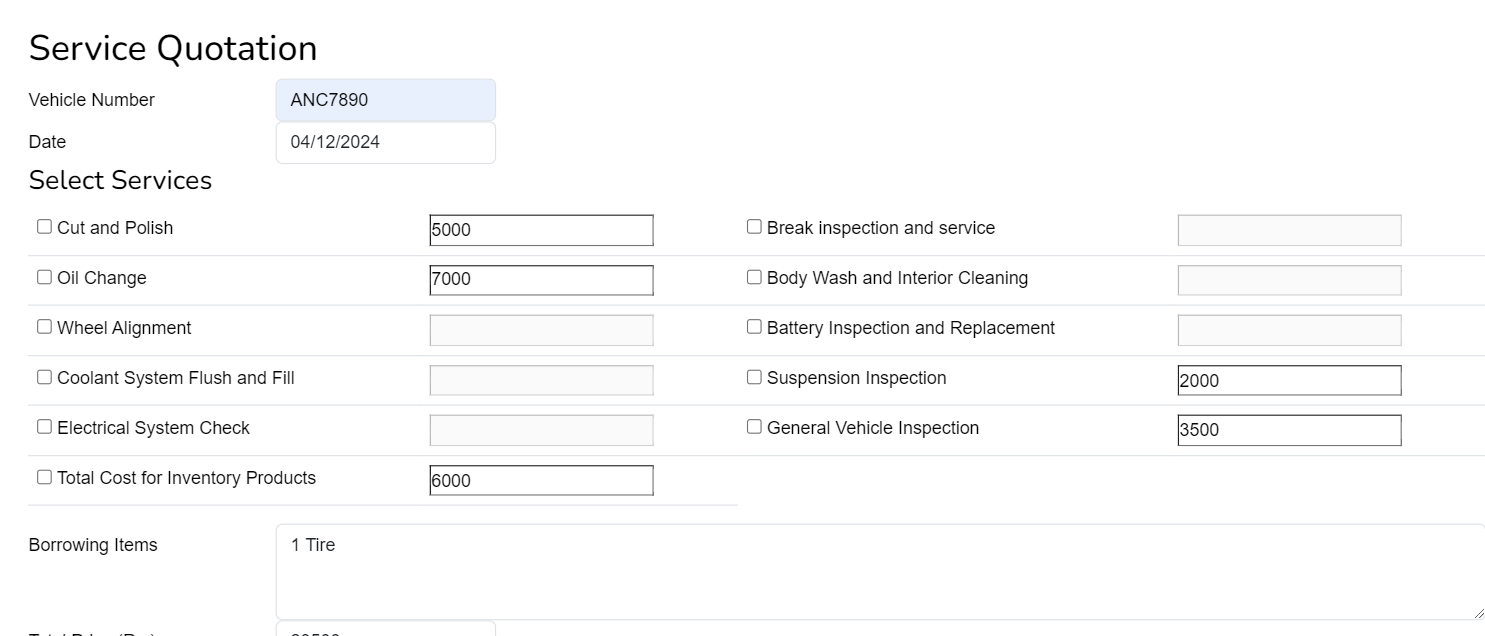 Service Quotation
Vehicle Number ANC7890
Date 04/12/2024
Select Services
Cut and Polish 5000 Break inspection and service
Oil Change 7000 Body Wash and Interior Cleaning
Wheel Alignment Battery Inspection and Replacement
Coolant System Flush and Fill Suspension Inspection 2000
Electrical System Check General Vehicle Inspection 3500
Total Cost for Inventory Products 6000
Borrowing Items 1 Tire